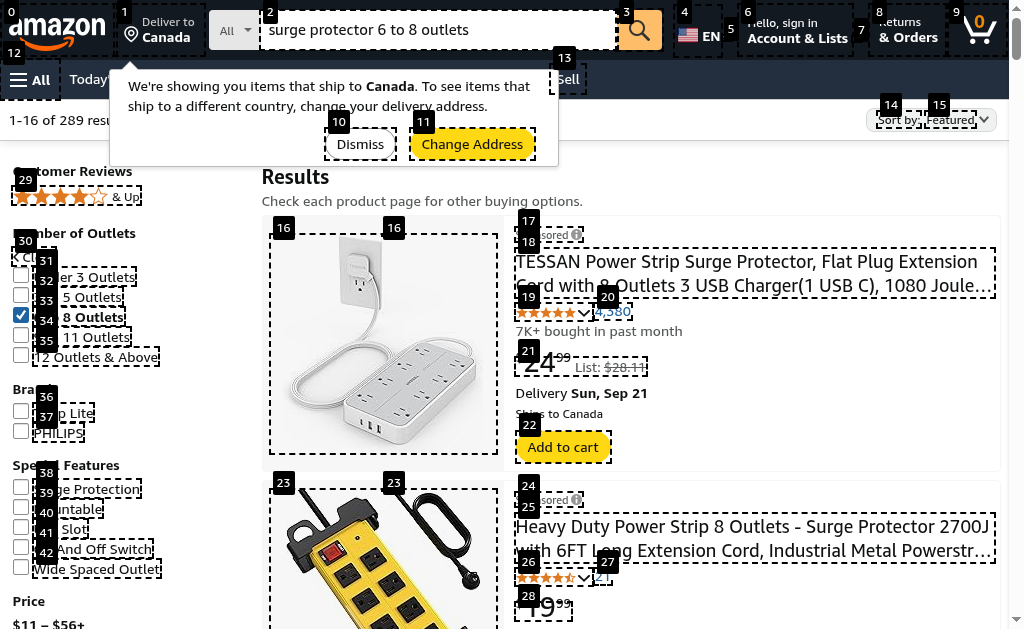 0
1
2
3
4
5
6
7
8
9
amazon
Deliver to
Canada
All
surge protector 6 to 8 outlets
EN
Hello, sign in
Account & Lists
Returns
& Orders
0
12
All
Today'
13
Sell
We're showing you items that ship to Canada. To see items that
ship to a different country, change your delivery address.
10
Dismiss
11
Change Address
1-16 of 289
14
Sort by:
15
Featured
Customer Reviews
29
& Up
Number of Outlets
30
31
3 Outlets
32
5 Outlets
33
8 Outlets
34
11 Outlets
35
12 Outlets & Above
36
Lite
37
PHILIPS
Features
38
Protection
39
40
Slot
41
And Off Switch
42
Wide Spaced Outlet
Price
$11 – $56+
Results
Check each product page for other buying options.
16
16
17
18
TESSAN Power Strip Surge Protector, Flat Plug Extension
Cord with 8 Outlets 3 USB Charger(1 USB C), 1080 Joule…
19
20
4,380
7K+ bought in past month
21
24 99
List: $28.11
Delivery Sun, Sep 21
Ships to Canada
22
Add to cart
23
23
24
25
Heavy Duty Power Strip 8 Outlets - Surge Protector 2700J
with 6FT Long Extension Cord, Industrial Metal Powerstr…
26
27
21
28
19 99